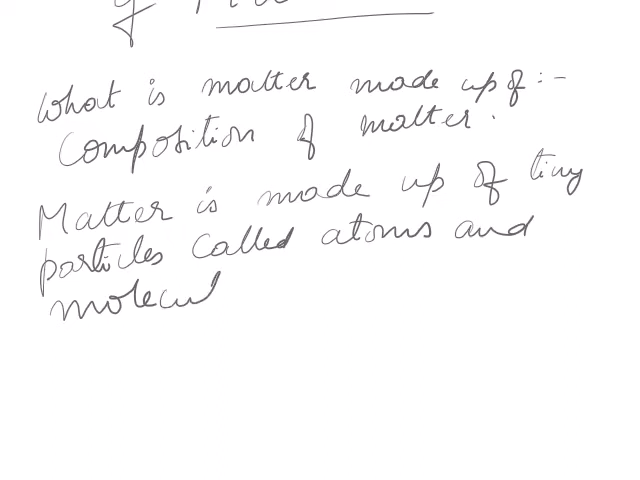 of
What is matter made up of :-
Composition of matter.
Matter is made up of tiny
particles called atoms and
molecul